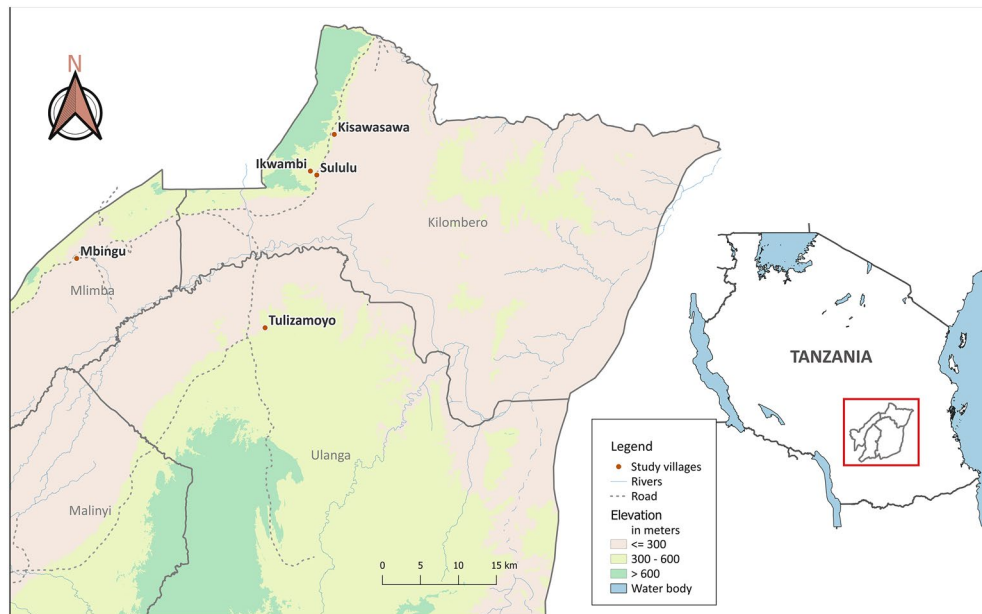 N
Kisawasawa
Ikwambi
Sululu
Kilombero
Mbingu
Mlimba
Tulizamoyo
TANZANIA
Ulanga
Malinyi
Legend
Study villages
Rivers
Road
Elevation
in meters
<= 300
300 - 600
> 600
Water body
0 5 10 15 km